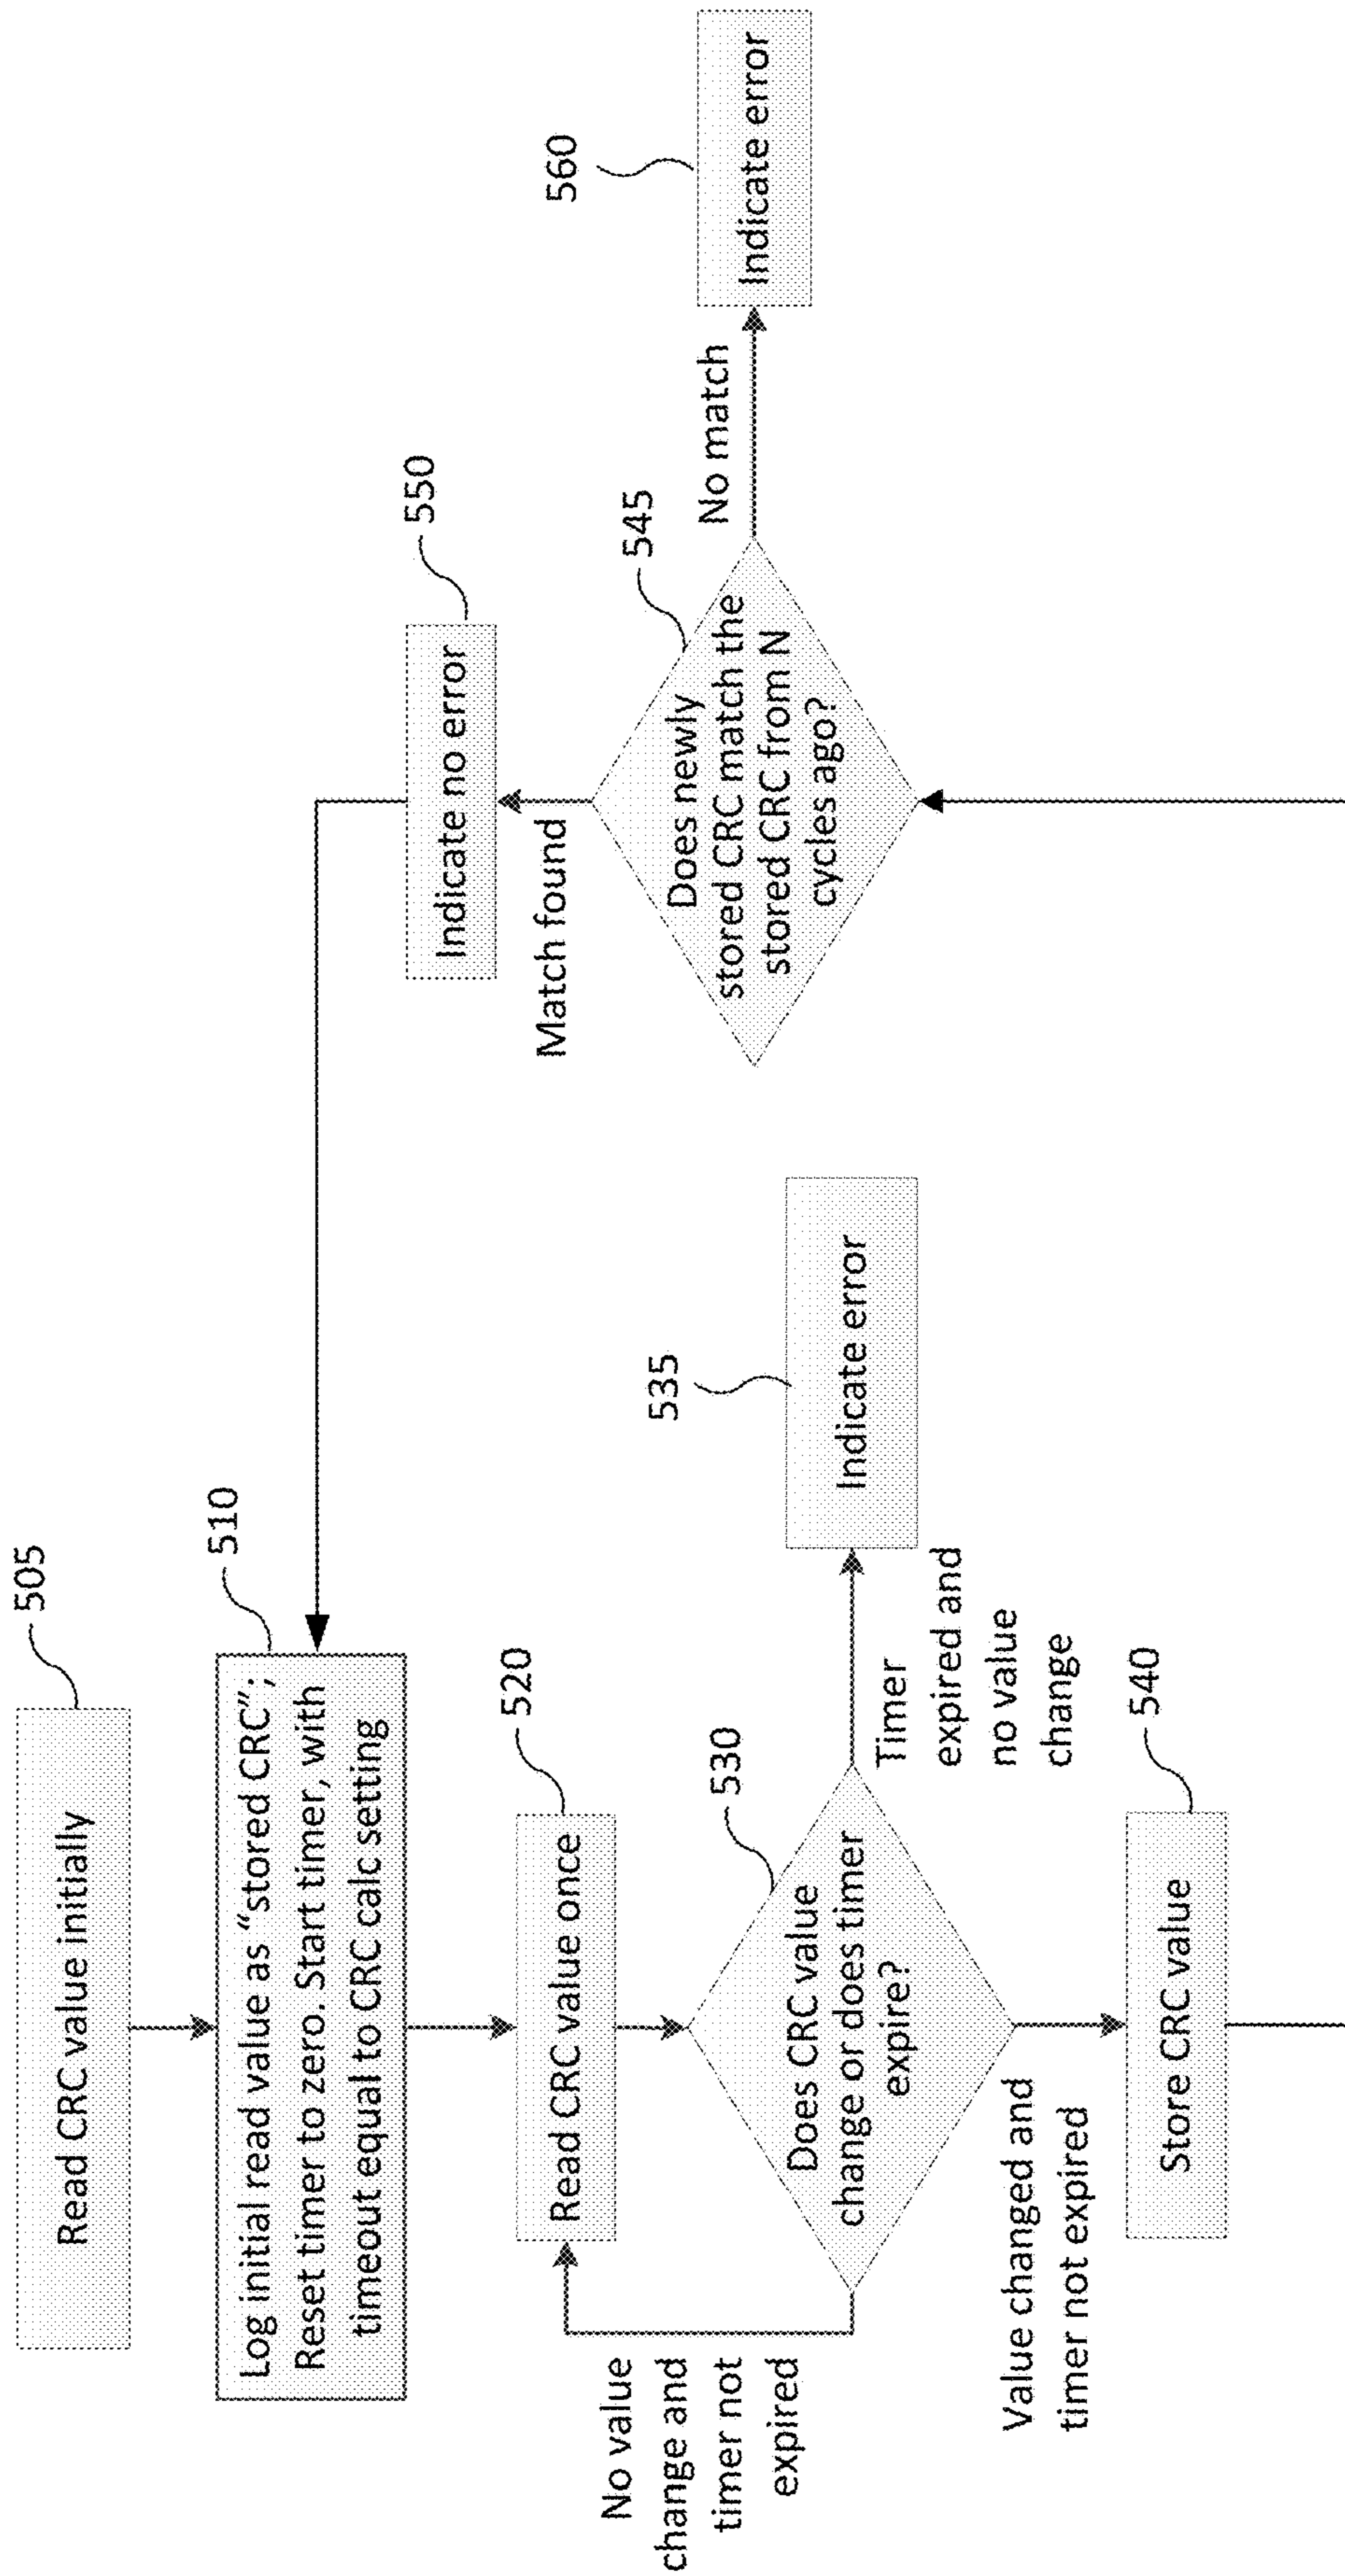 505
Read CRC value initially
510
Log initial read value as “stored CRC”;
Reset timer to zero. Start timer, with
timeout equal to CRC calc setting
520
Read CRC value once
No value
change and
timer not
expired
530
Does CRC value
change or does timer
expire?
Timer
expired and
no value
change
535
Indicate error
Value changed and
timer not expired
540
Store CRC value
550
Indicate no error
Match found
545
Does newly
stored CRC match the
stored CRC from N
cycles ago?
No match
560
Indicate error